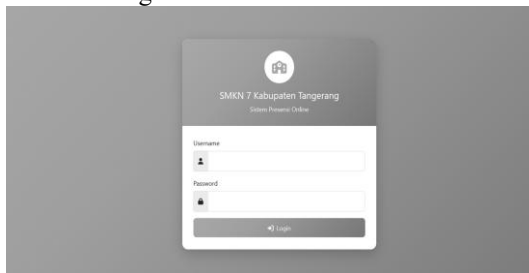 SMKN 7 Kabupaten Tangerang
Sistem Presensi Online
Username
Password
Login